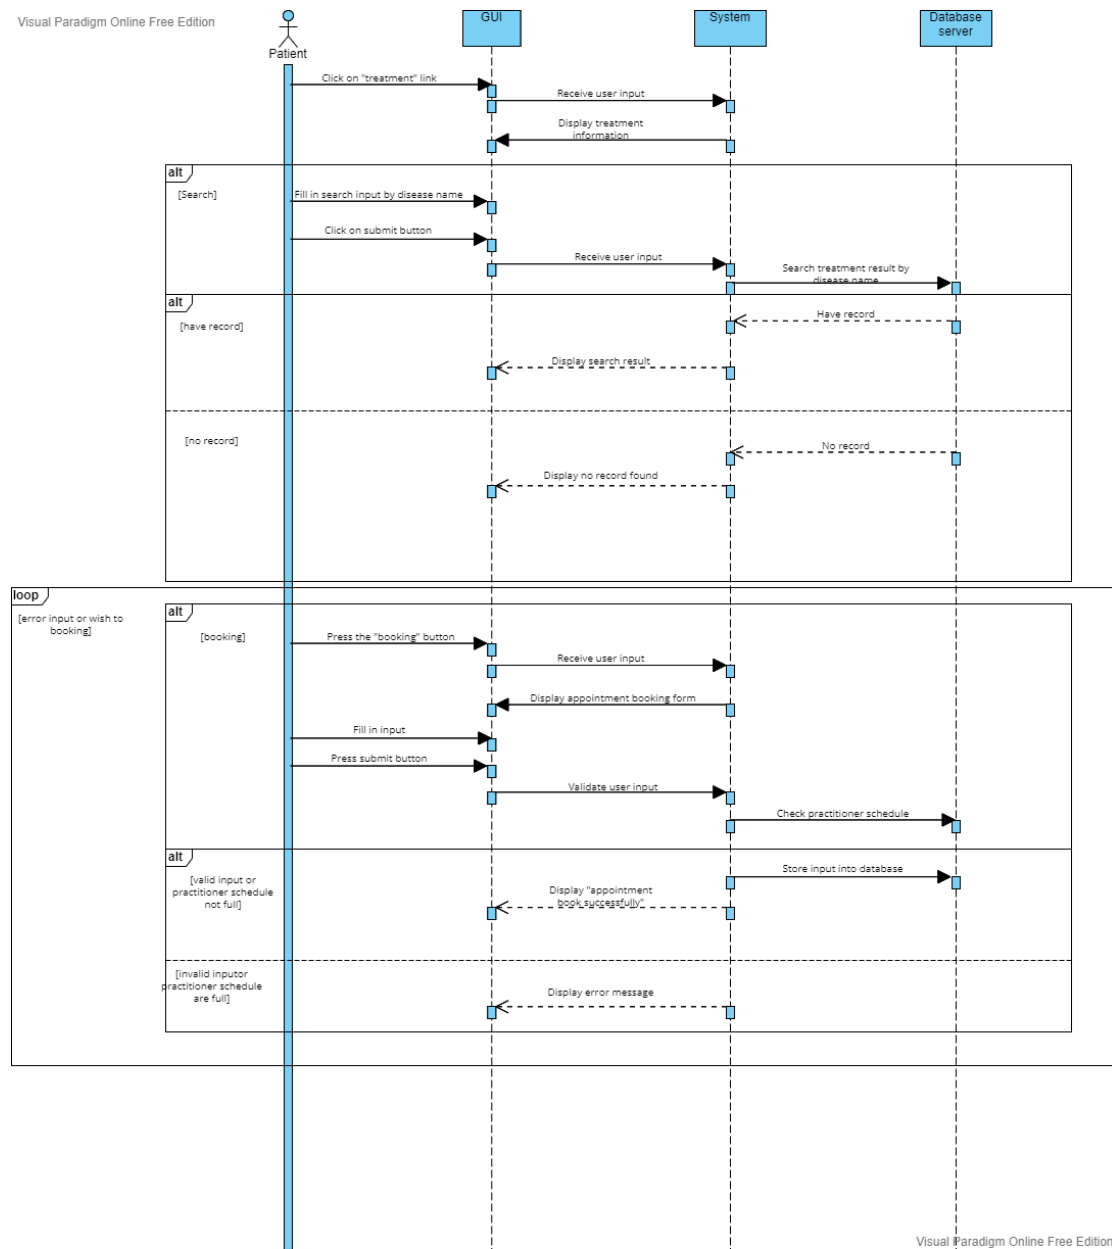 Visual Paradigm Online Free Edition
Patient
GUI
System
Database
server
Click on "treatment" link
Receive user input
Display treatment
information
alt
[Search]
Fill in search input by disease name
Click on submit button
Receive user input
Search treatment result by
disease name
alt
[have record]
Have record
Display search result
[no record]
No record
Display no record found
loop
[error input or wish to
booking]
alt
[booking]
Press the "booking" button
Receive user input
Display appointment booking form
Fill in input
Press submit button
Validate user input
Check practitioner schedule
alt
[valid input or
practitioner schedule
not full]
Store input into database
Display "appointment
book successfully"
[invalid inputor
practitioner schedule
are full]
Display error message
Visual Paradigm Online Free Edition